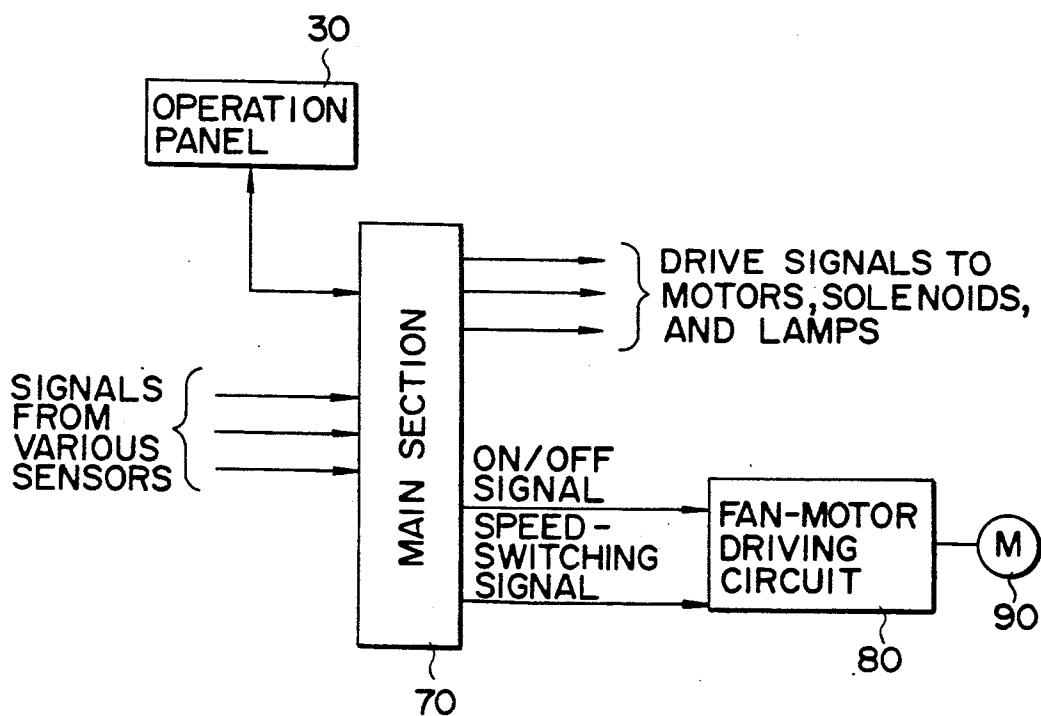 30
OPERATION
PANEL
DRIVE SIGNALS TO
MOTORS, SOLENOIDS,
AND LAMPS
SIGNALS
FROM
VARIOUS
SENSORS
MAIN SECTION
ON/OFF
SIGNAL
SPEED-
SWITCHING
SIGNAL
FAN-MOTOR
DRIVING
CIRCUIT
M
90
80
70